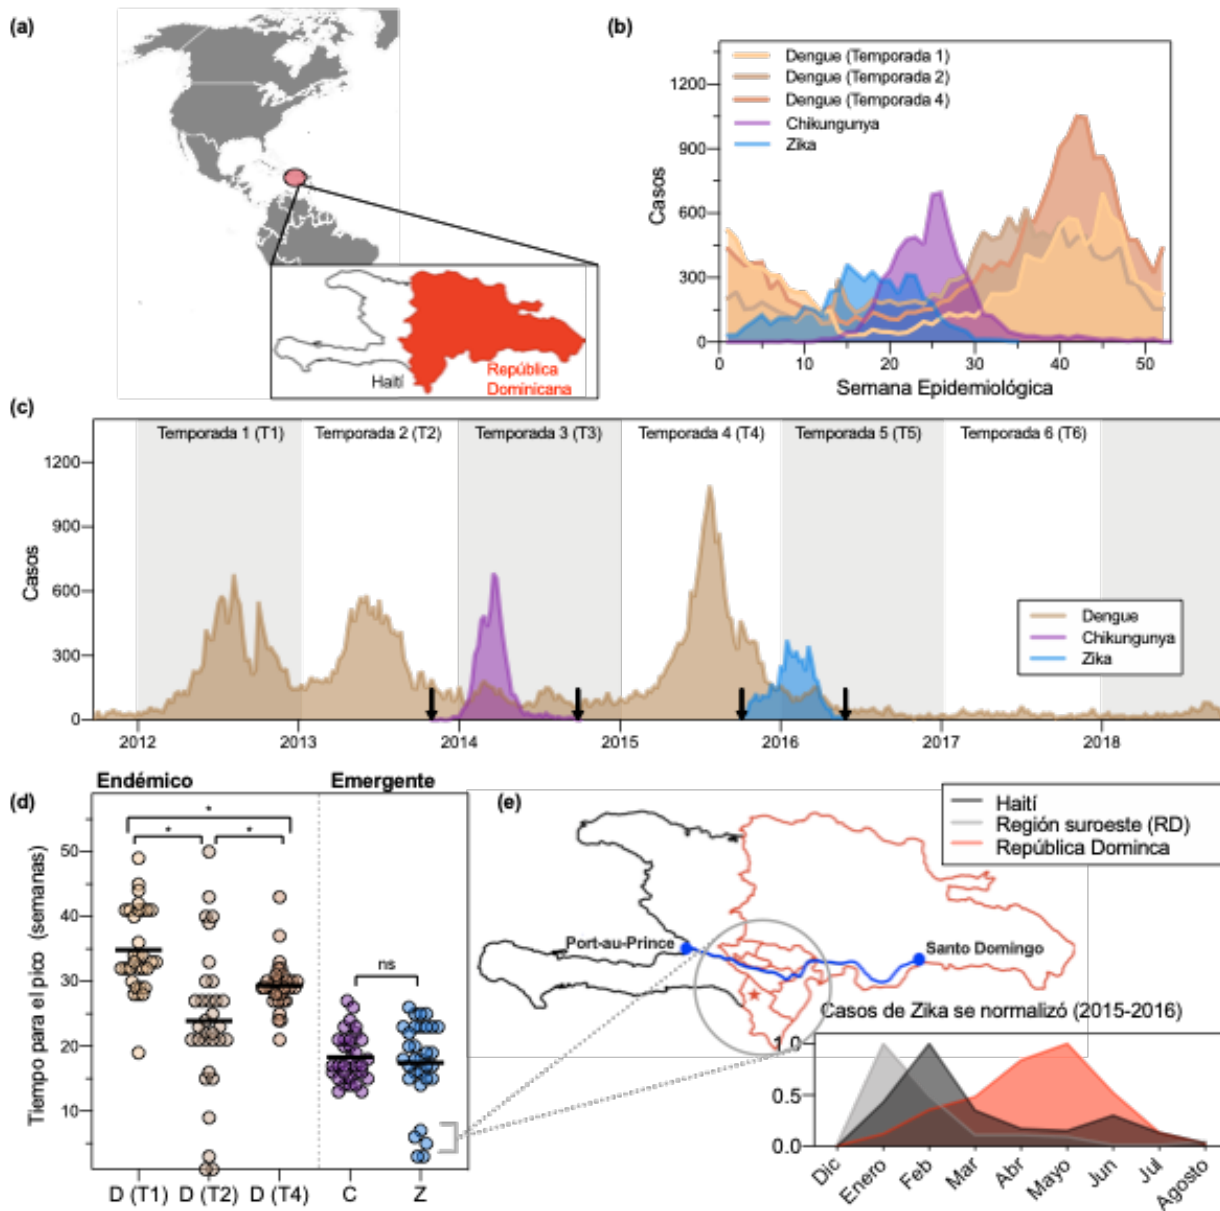 (a)
Haití
República
Dominicana
(b)
Dengue (Temporada 1)
Dengue (Temporada 2)
Dengue (Temporada 4)
Chikungunya
Zika
Casos
1200
900
600
300
0
0
10
20
30
40
50
Semana Epidemiológica
(c)
Temporada 1 (T1)
Temporada 2 (T2)
Temporada 3 (T3)
Temporada 4 (T4)
Temporada 5 (T5)
Temporada 6 (T6)
Casos
1200
900
600
300
0
2012
2013
2014
2015
2016
2017
2018
Dengue
Chikungunya
Zika
(d)
Endémico
Emergente
*
*
*
ns
Tiempo para el pico (semanas)
50
40
30
20
10
D (T1)
D (T2)
D (T4)
C
Z
(e)
Haití
Región suroeste (RD)
República Dominca
Port-au-Prince
Santo Domingo
Casos de Zika se normalizó (2015-2016)
1.0
0.5
0.0
Dic
Enero
Feb
Mar
Abr
Mayo
Jun
Jul
Agosto